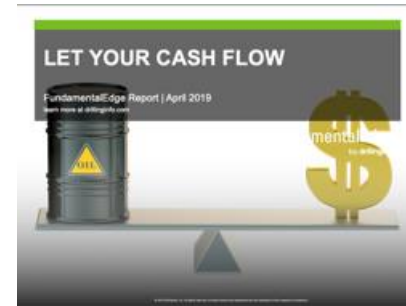 LET YOUR CASH FLOW
FundamentalEdge Report | April 2019
learn more at drillinginfo.com
OIL